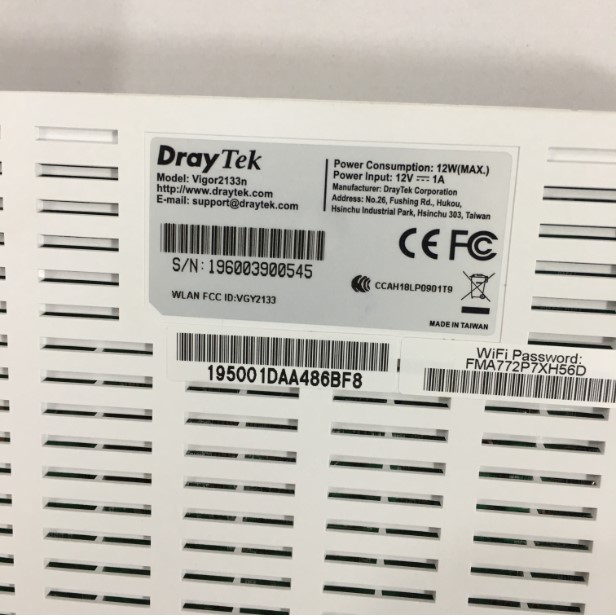 DrayTek
Model: Vigor2133n
http://www.draytek.com
E-mail: support@draytek.com
Power Consumption: 12W(MAX.)
Power Input: 12V ⎓ 1A
Manufacturer: DrayTek Corporation
Address: No.26, Fushing Rd., Hukou,
Hsinchu Industrial Park, Hsinchu 303, Taiwan
CE FC
S/N: 196003900545
CCAH18LP0901T9
WLAN FCC ID:VGY2133
MADE IN TAIWAN
195001DAA486BF8
WiFi Password:
FMA772P7XH56D